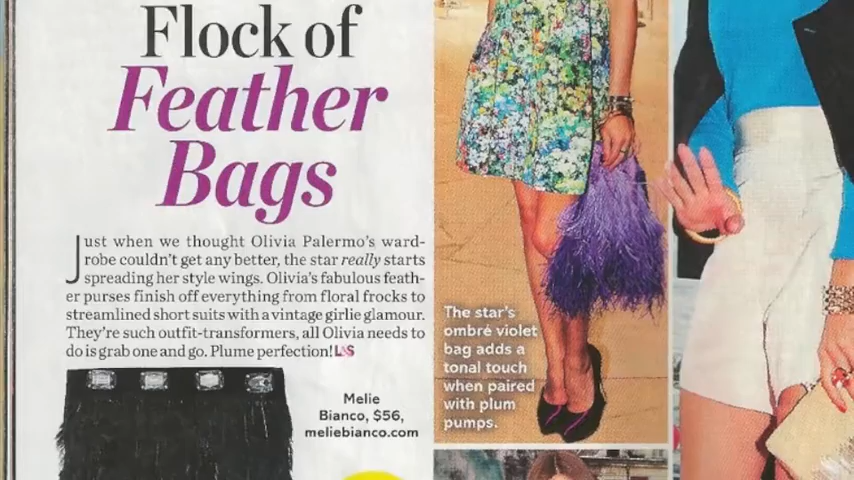 Flock of
Feather
Bags
Just when we thought Olivia Palermo's ward-
robe couldn't get any better, the star really starts
spreading her style wings. Olivia's fabulous feath-
er purses finish off everything from floral frocks to
streamlined short suits with a vintage girlie glamour.
They're such outfit-transformers, all Olivia needs to
do is grab one and go. Plume perfection! L&S
Melie
Bianco, $56,
meliebianco.com
The star's
ombré violet
bag adds a
tonal touch
when paired
with plum
pumps.